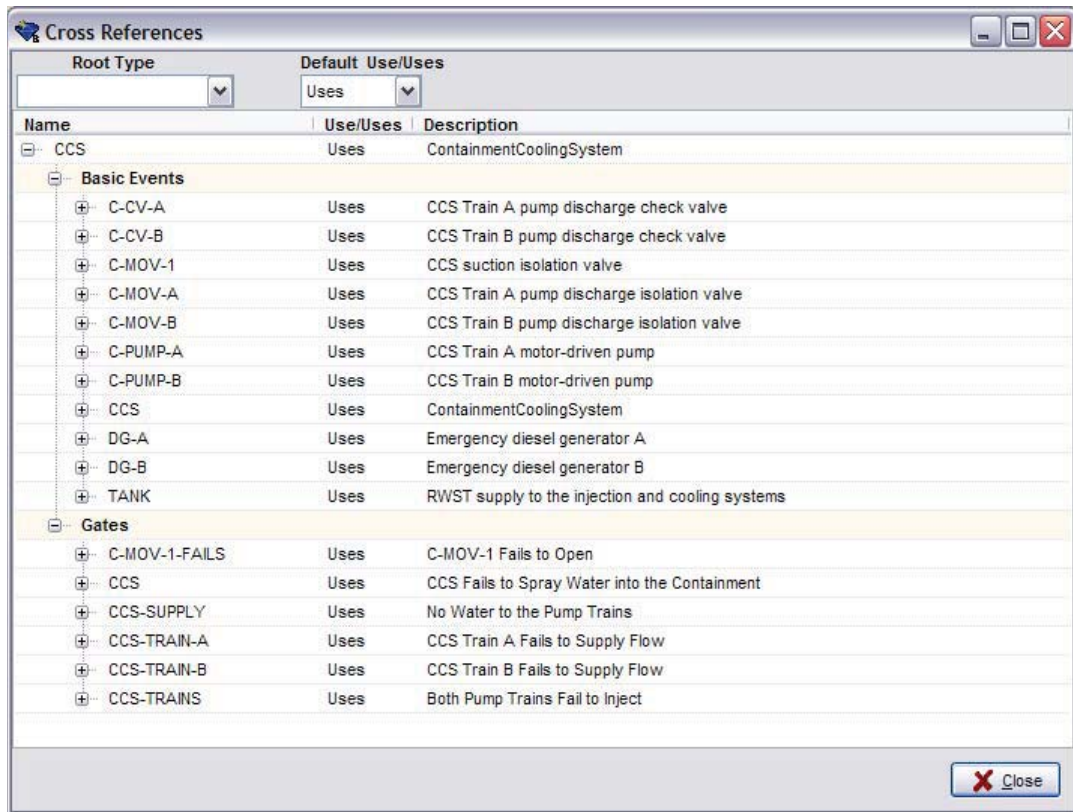 Cross References
Root Type Default Use/Uses
Uses
Name Use/Uses Description
CCS Uses ContainmentCoolingSystem
Basic Events
C-CV-A Uses CCS Train A pump discharge check valve
C-CV-B Uses CCS Train B pump discharge check valve
C-MOV-1 Uses CCS suction isolation valve
C-MOV-A Uses CCS Train A pump discharge isolation valve
C-MOV-B Uses CCS Train B pump discharge isolation valve
C-PUMP-A Uses CCS Train A motor-driven pump
C-PUMP-B Uses CCS Train B motor-driven pump
CCS Uses ContainmentCoolingSystem
DG-A Uses Emergency diesel generator A
DG-B Uses Emergency diesel generator B
TANK Uses RWST supply to the injection and cooling systems
Gates
C-MOV-1-FAILS Uses C-MOV-1 Fails to Open
CCS Uses CCS Fails to Spray Water into the Containment
CCS-SUPPLY Uses No Water to the Pump Trains
CCS-TRAIN-A Uses CCS Train A Fails to Supply Flow
CCS-TRAIN-B Uses CCS Train B Fails to Supply Flow
CCS-TRAINS Uses Both Pump Trains Fail to Inject
Close